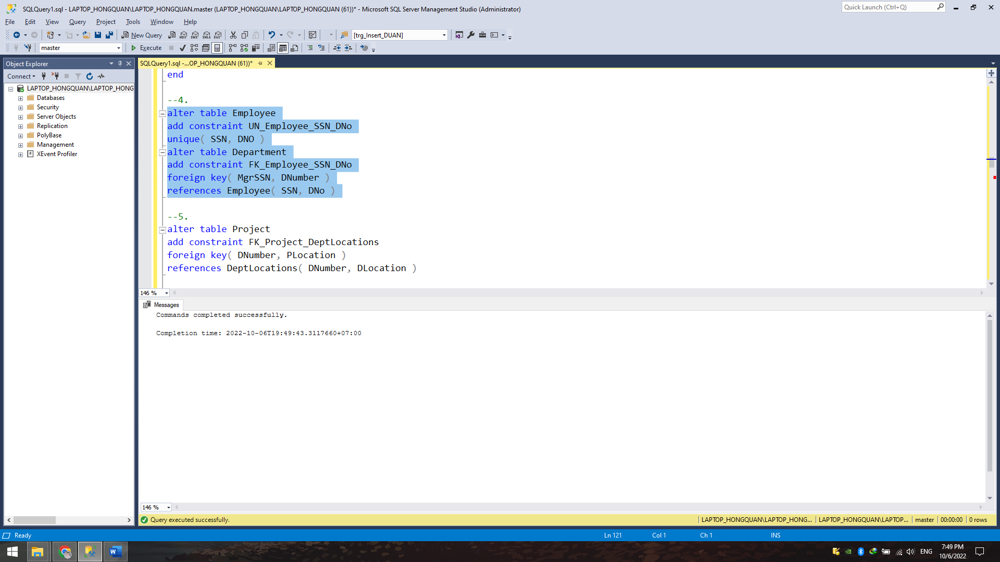 SQLQuery1.sql - LAPTOP_HONGQUAN\LAPTOP_HONGQUAN.master (LAPTOP_HONGQUAN\LAPTOP_HONGQUAN (61))* - Microsoft SQL Server Management Studio (Administrator)
Quick Launch (Ctrl+Q)
File Edit View Query Project Tools Window Help
New Query MDX DMX XMLA DAX [trg_Insert_DUAN]
master Execute
Object Explorer
SQLQuery1.sql -...OP_HONGQUAN (61))*
Connect
LAPTOP_HONGQUAN\LAPTOP_HONG
Databases
Security
Server Objects
Replication
PolyBase
Management
XEvent Profiler
end
--4.
alter table Employee
add constraint UN_Employee_SSN_DNo
unique( SSN, DNO )
alter table Department
add constraint FK_Employee_SSN_DNo
foreign key( MgrSSN, DNumber )
references Employee( SSN, DNo )
--5.
alter table Project
add constraint FK_Project_DeptLocations
foreign key( DNumber, PLocation )
references DeptLocations( DNumber, DLocation )
146 %
Messages
Commands completed successfully.
Completion time: 2022-10-06T19:49:43.3117660+07:00
146 %
Query executed successfully.
LAPTOP_HONGQUAN\LAPTOP_HONG... LAPTOP_HONGQUAN\LAPTOP... master 00:00:00 0 rows
Ready
Ln 121 Col 1 Ch 1 INS
ENG
7:49 PM
10/6/2022